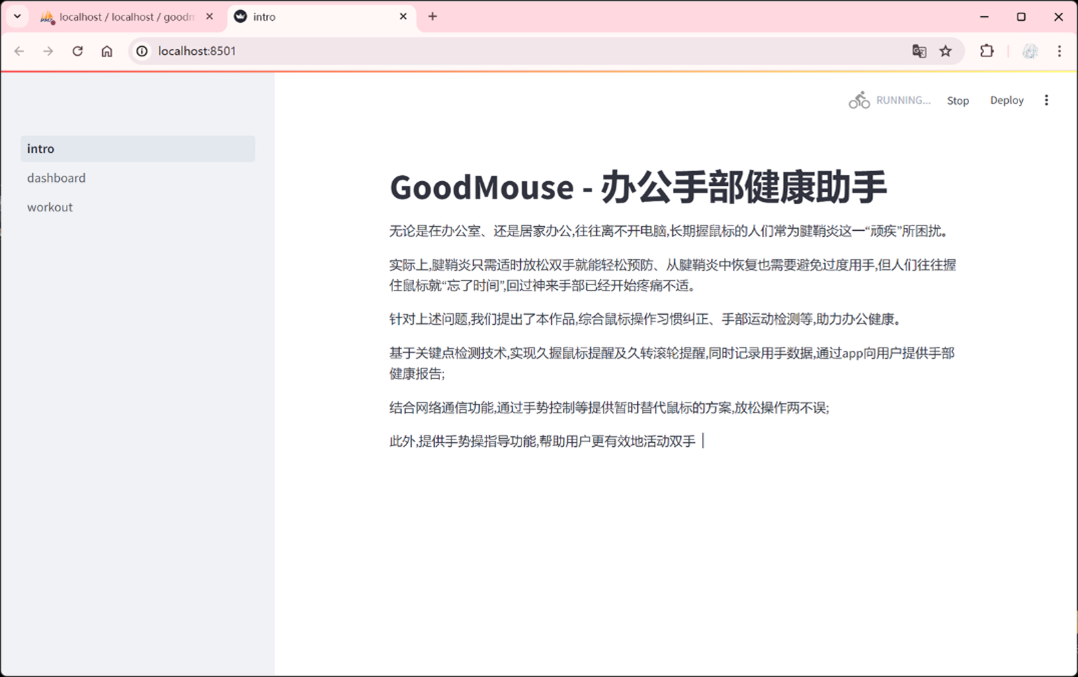 localhost / localhost / goodn
intro
localhost:8501
RUNNING...
Stop
Deploy
intro
dashboard
workout
GoodMouse - 办公手部健康助手
无论是在办公室、还是居家办公,往往离不开电脑,长期握鼠标的人们常为腱鞘炎这一“顽疾”所困扰。
实际上,腱鞘炎只需适时放松双手就能轻松预防、从腱鞘炎中恢复也需要避免过度用手,但人们往往握
住鼠标就“忘了时间”,回过神来手部已经开始疼痛不适。
针对上述问题,我们提出了本作品,综合鼠标操作习惯纠正、手部运动检测等,助力办公健康。
基于关键点检测技术,实现久握鼠标提醒及久转滚轮提醒,同时记录用手数据,通过app向用户提供手部
健康报告;
结合网络通信功能,通过手势控制等提供暂时替代鼠标的方案,放松操作两不误;
此外,提供手势操指导功能,帮助用户更有效地活动双手